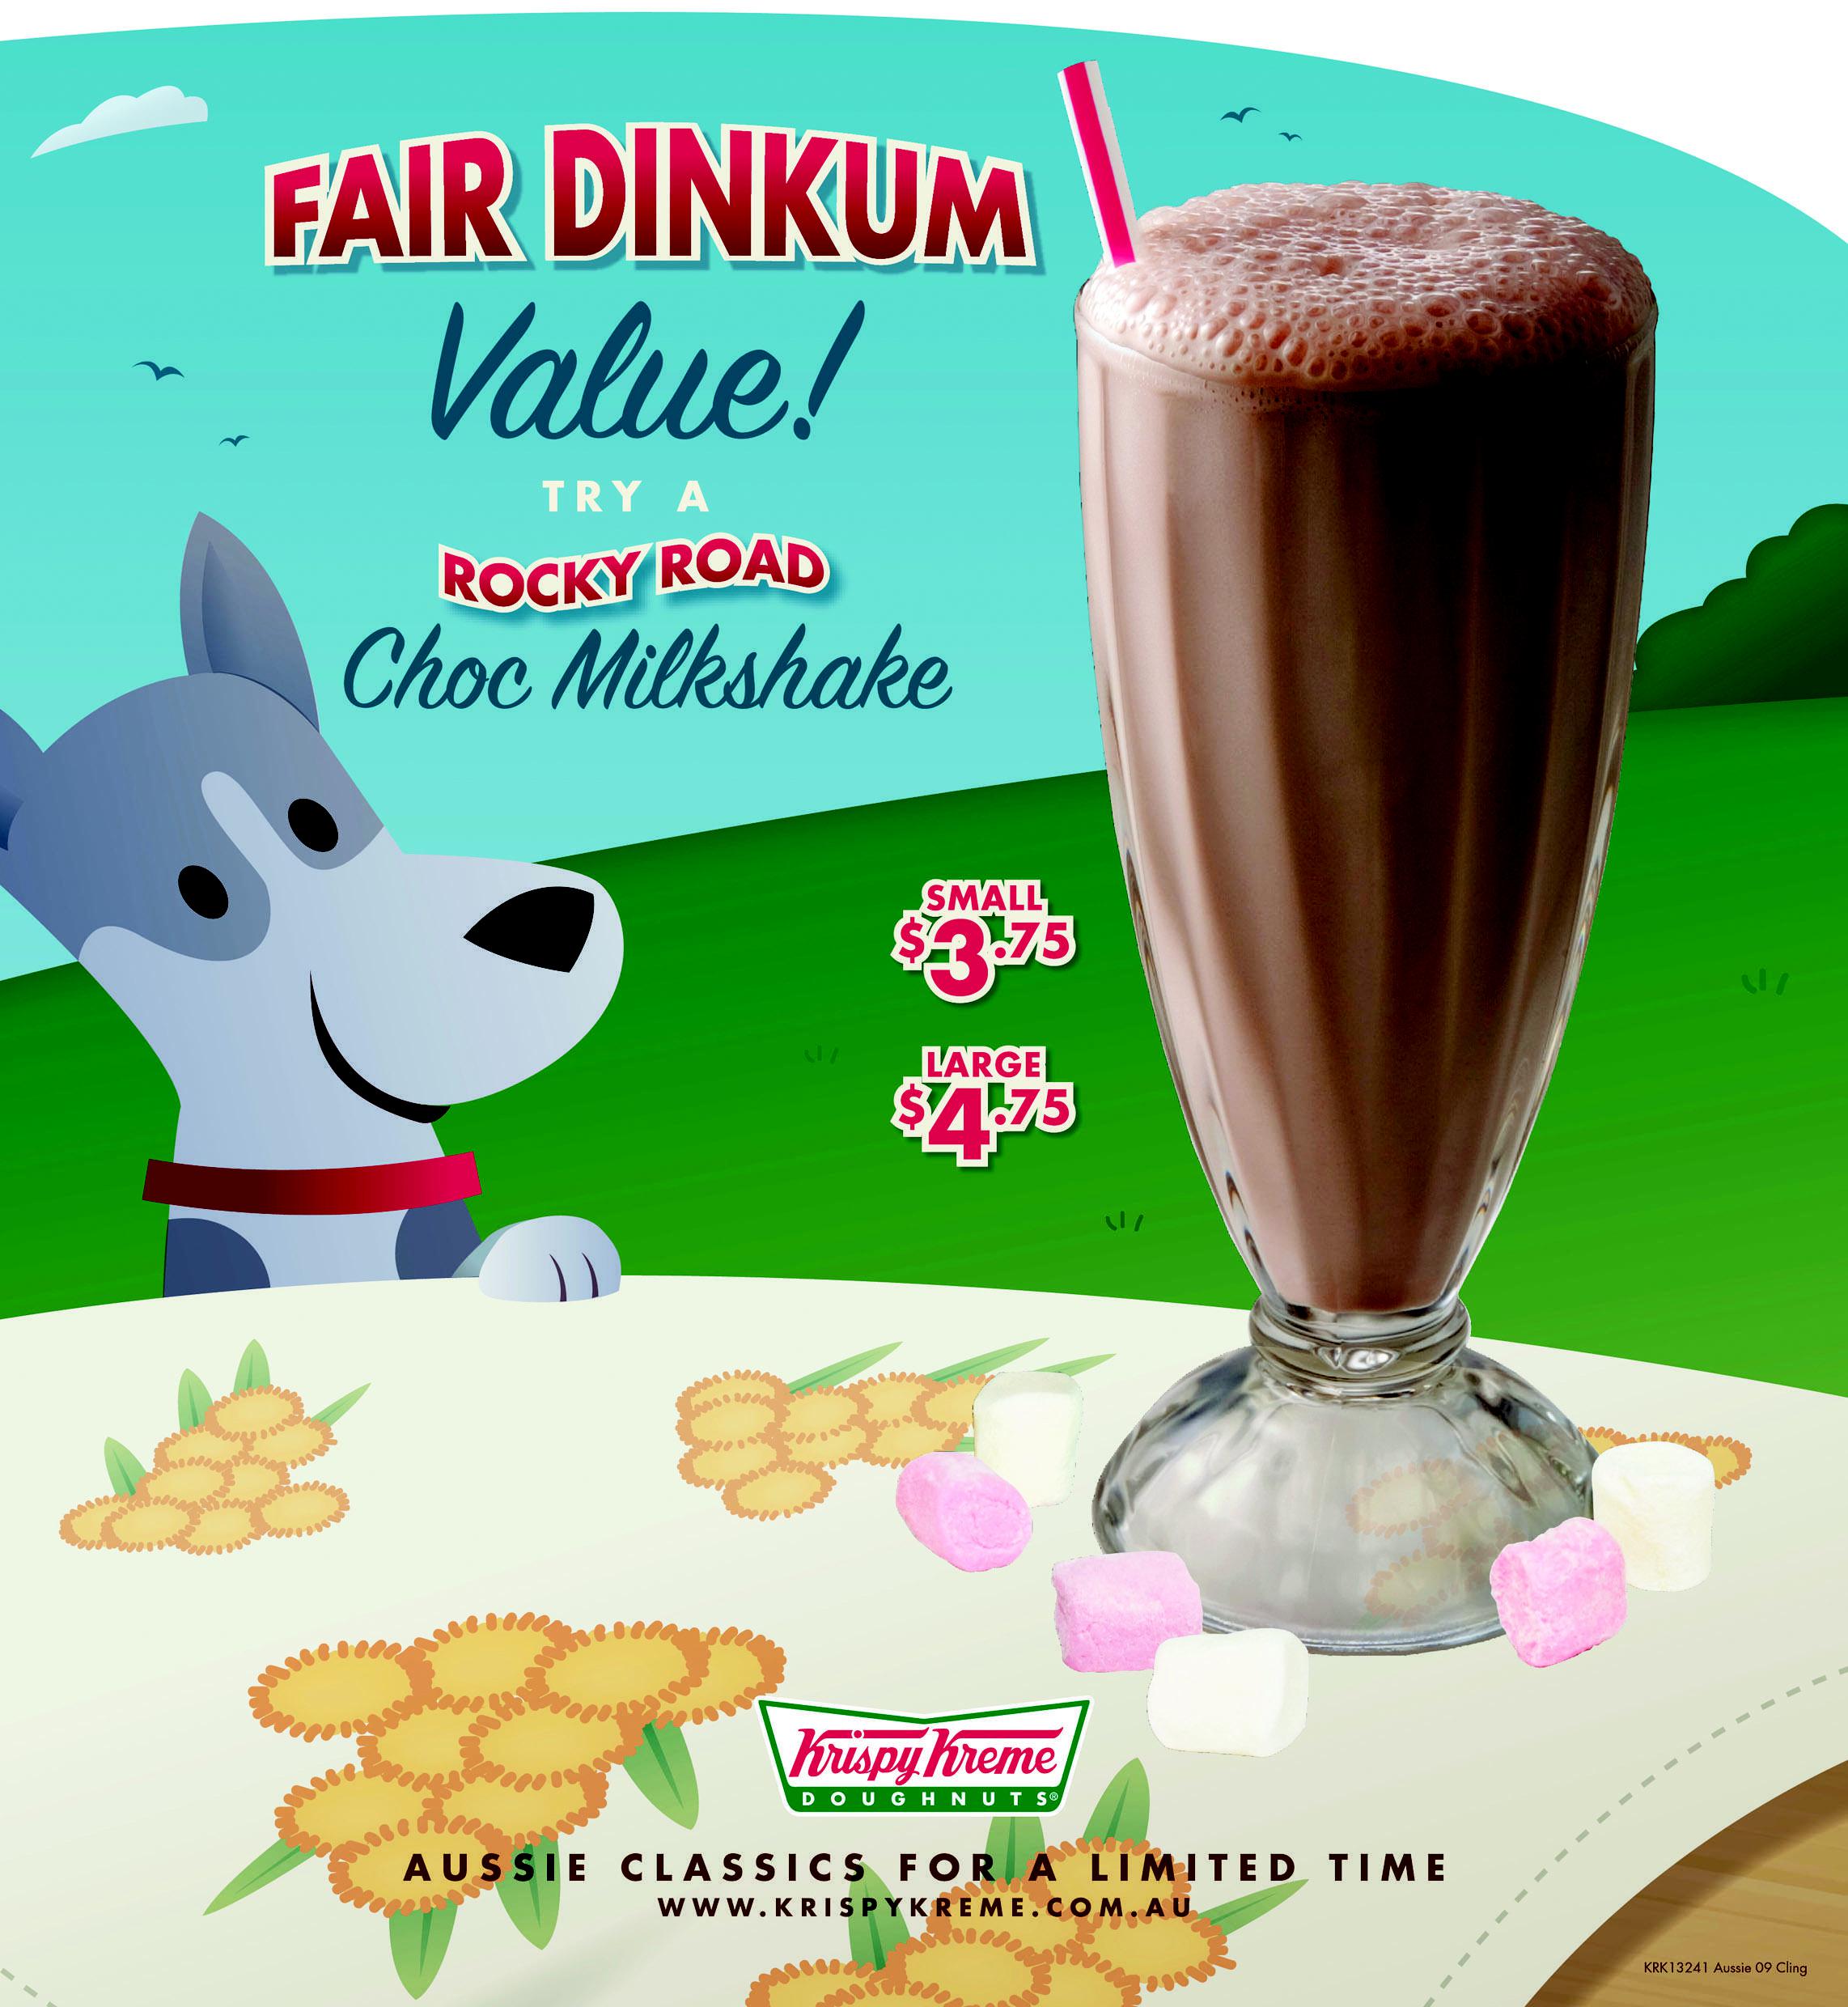 FAIR DINKUM
Value!
TRY A
ROCKY ROAD
Choc Milkshake
SMALL
$3.75
LARGE
$4.75
Krispy Kreme
DOUGHNUTS®
AUSSIE CLASSICS FOR A LIMITED TIME
WWW.KRISPYKREME.COM.AU
KRK13241 Aussie 09 Cling